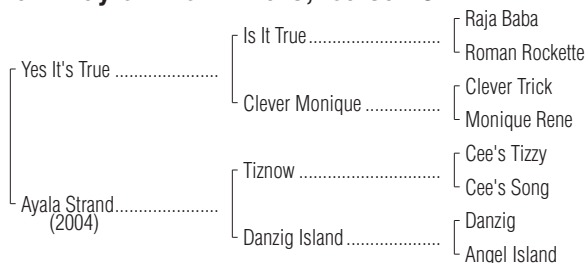 Is It True
Raja Baba
Roman Rockette
Yes It's True
Clever Monique
Clever Trick
Monique Rene
Tiznow
Cee's Tizzy
Cee's Song
Ayala Strand
(2004)
Danzig Island
Danzig
Angel Island